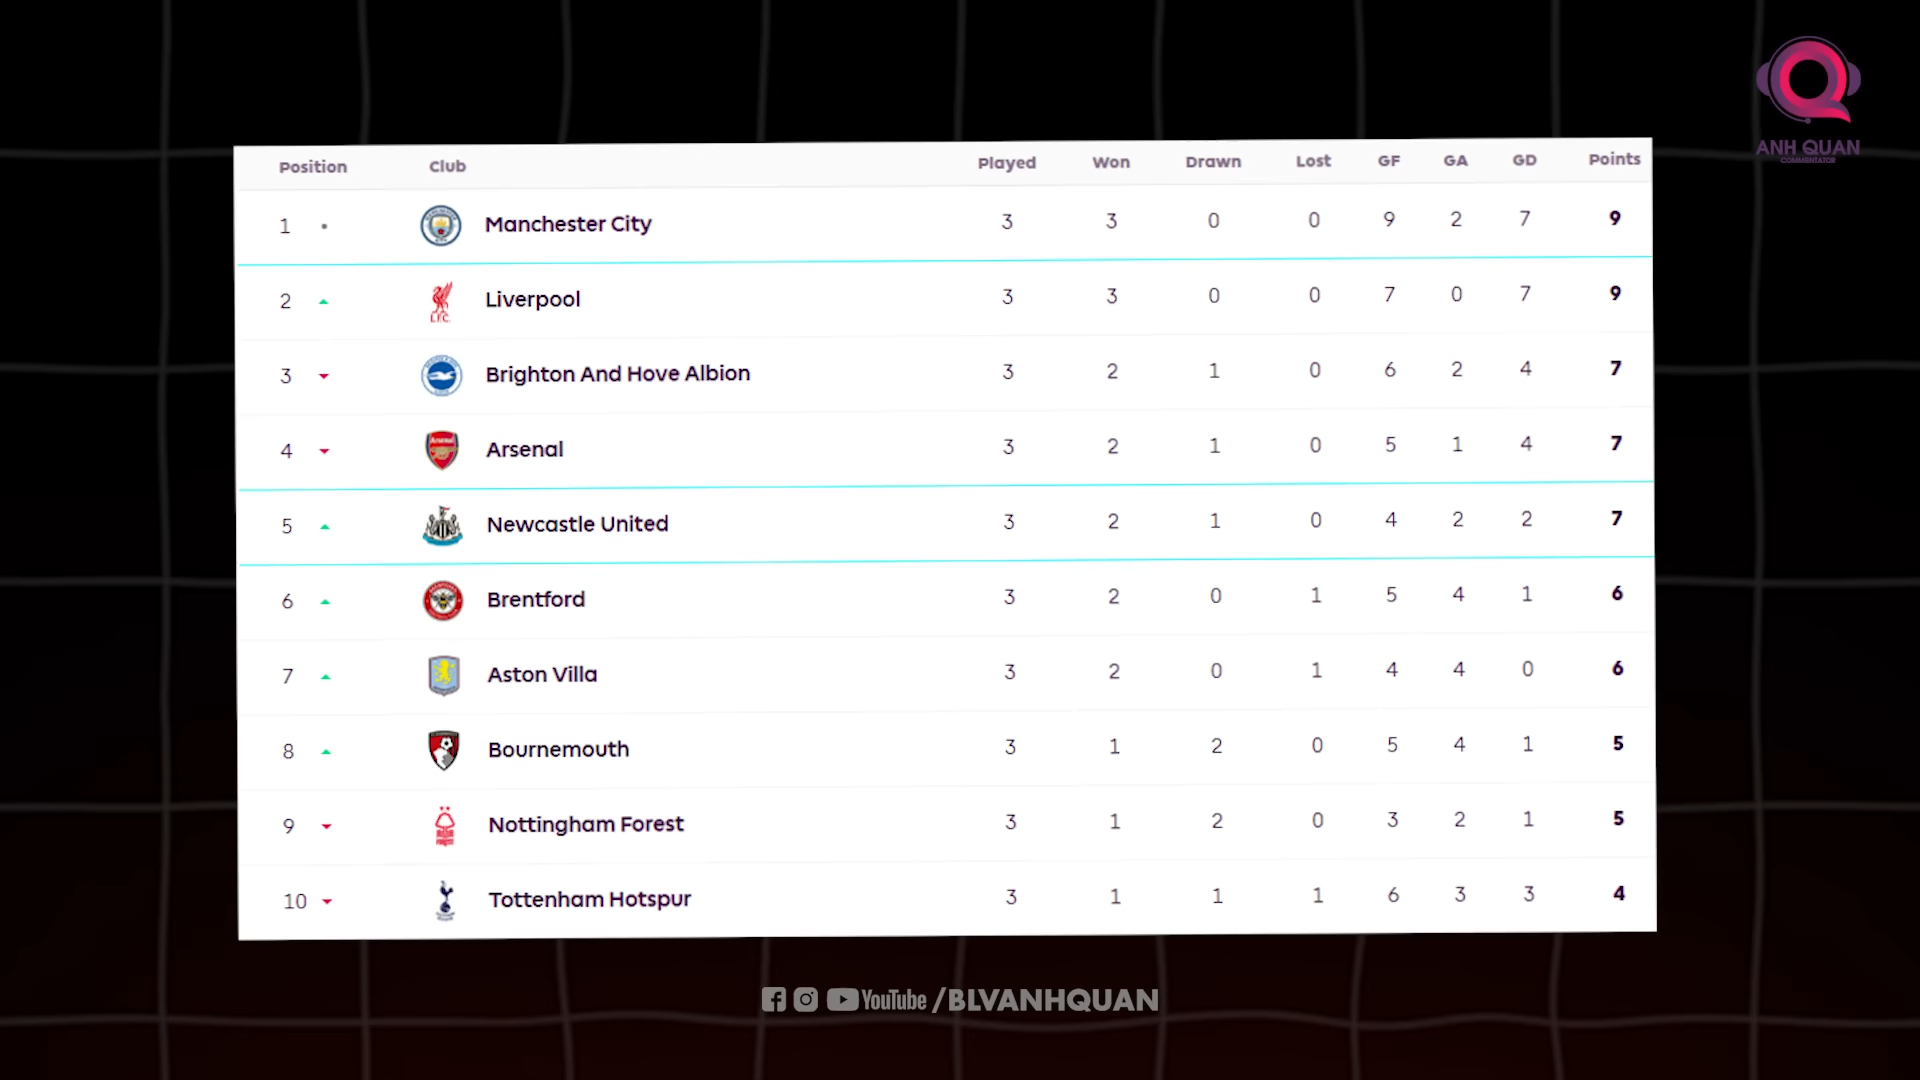 ANH QUAN
COMMENTATOR
Position Club Played Won Drawn Lost GF GA GD Points
1 Manchester City 3 3 0 0 9 2 7 9
2 Liverpool 3 3 0 0 7 0 7 9
3 Brighton And Hove Albion 3 2 1 0 6 2 4 7
4 Arsenal 3 2 1 0 5 1 4 7
5 Newcastle United 3 2 1 0 4 2 2 7
6 Brentford 3 2 0 1 5 4 1 6
7 Aston Villa 3 2 0 1 4 4 0 6
8 Bournemouth 3 1 2 0 5 4 1 5
9 Nottingham Forest 3 1 2 0 3 2 1 5
10 Tottenham Hotspur 3 1 1 1 6 3 3 4
YouTube /BLVANHQUAN